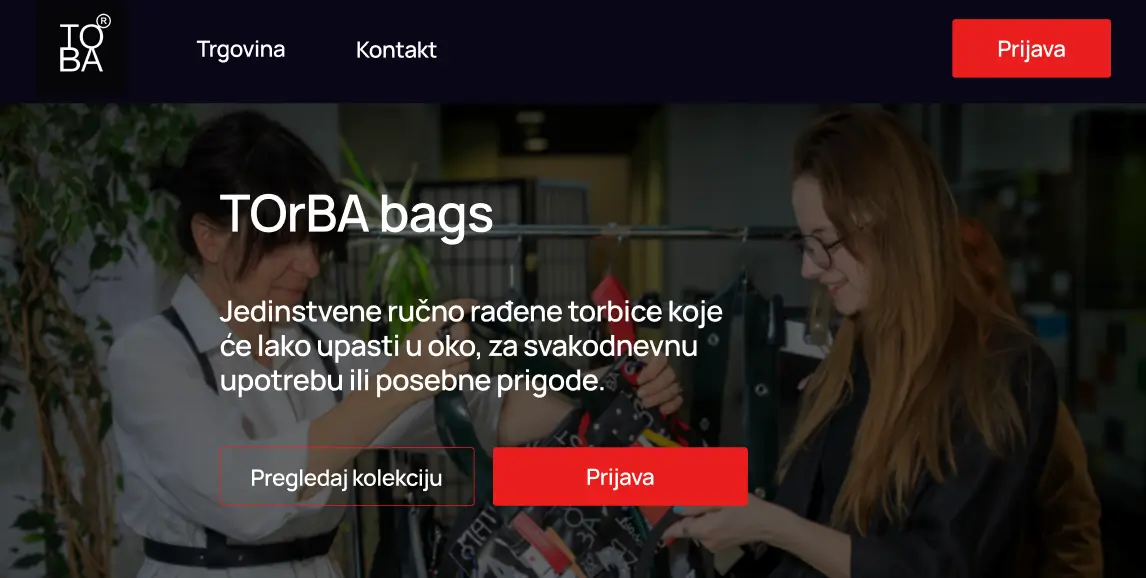 TO®
BA
Trgovina
Kontakt
Prijava
TOrBA bags
Jedinstvene ručno rađene torbice koje
će lako upasti u oko, za svakodnevnu
upotrebu ili posebne prigode.
Pregledaj kolekciju
Prijava